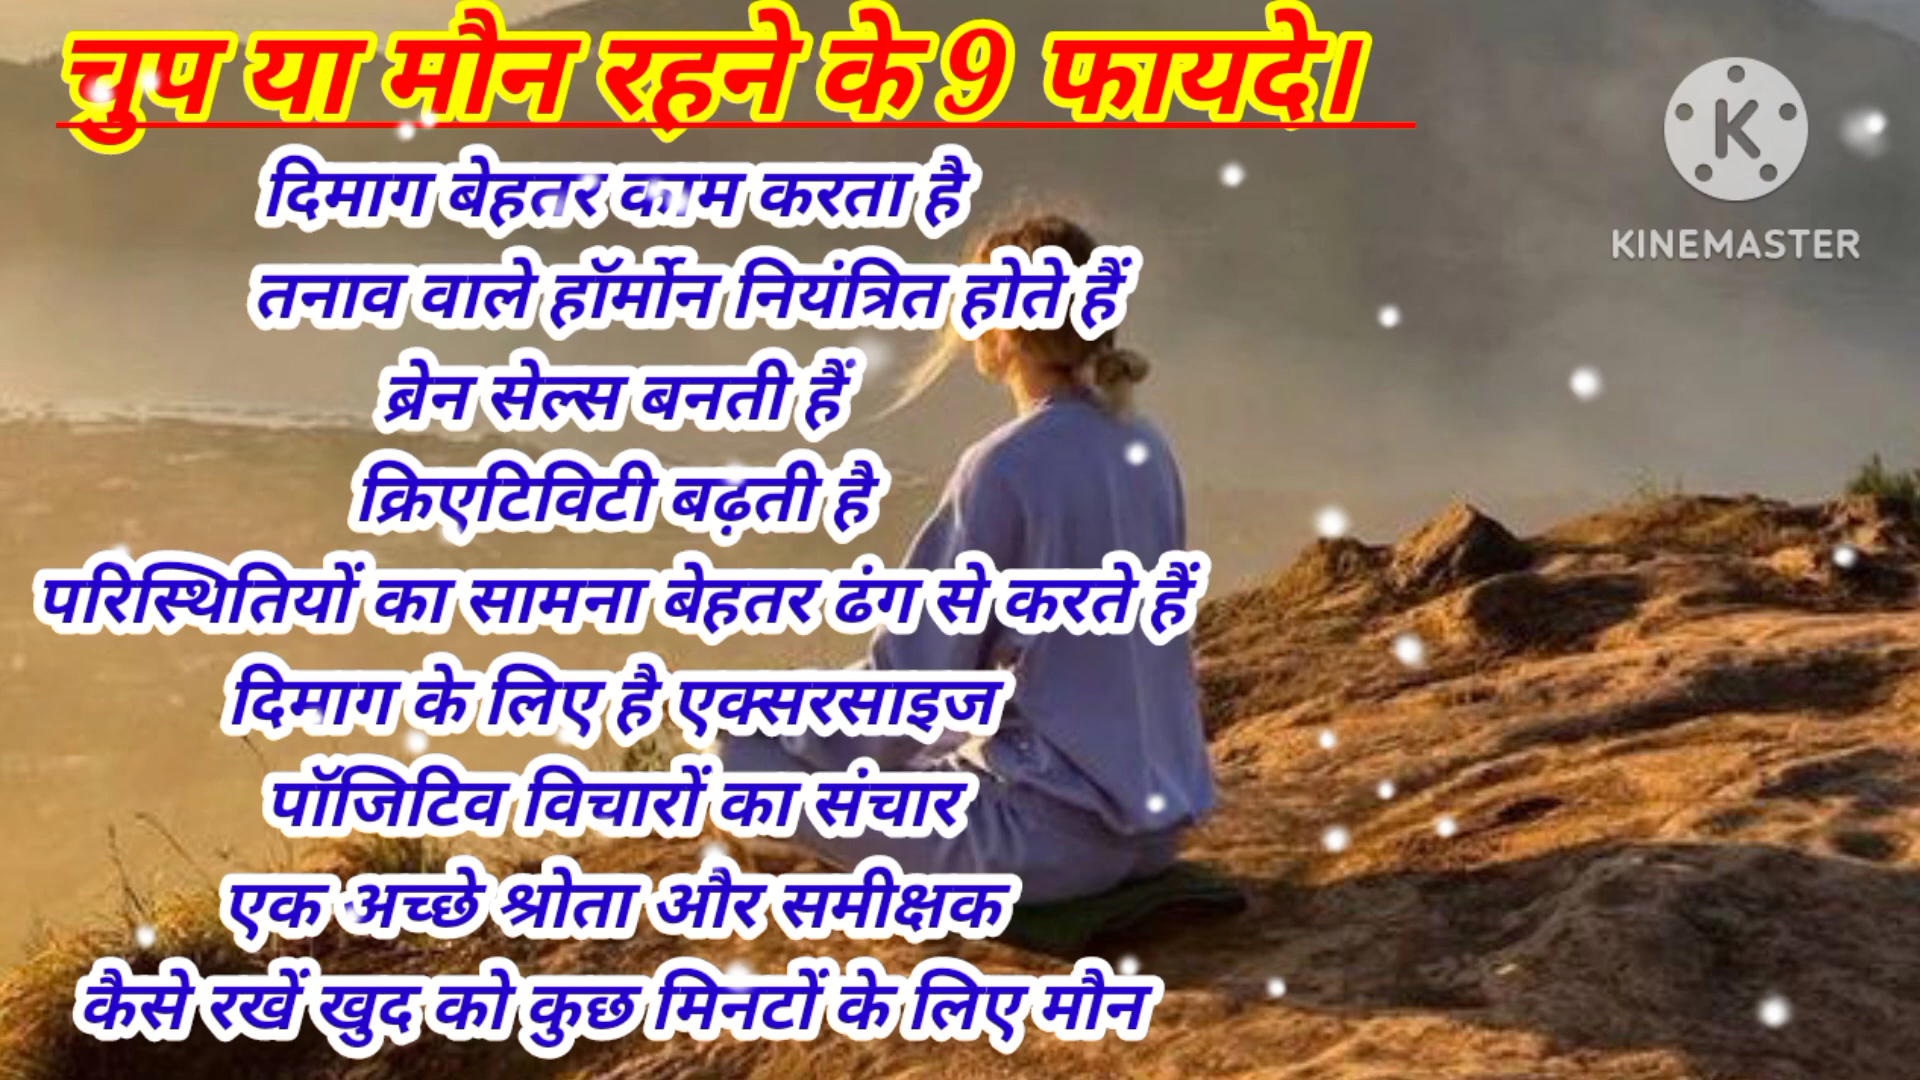 चुप या मौन रहने के 9 फायदे।
KINEMASTER
दिमाग बेहतर काम करता है
तनाव वाले हॉर्मोन नियंत्रित होते हैं
ब्रेन सेल्स बनती हैं
क्रिएटिविटी बढ़ती है
परिस्थितियों का सामना बेहतर ढंग से करते हैं
दिमाग के लिए है एक्सरसाइज
पॉजिटिव विचारों का संचार
एक अच्छे श्रोता और समीक्षक
कैसे रखें खुद को कुछ मिनटों के लिए मौन